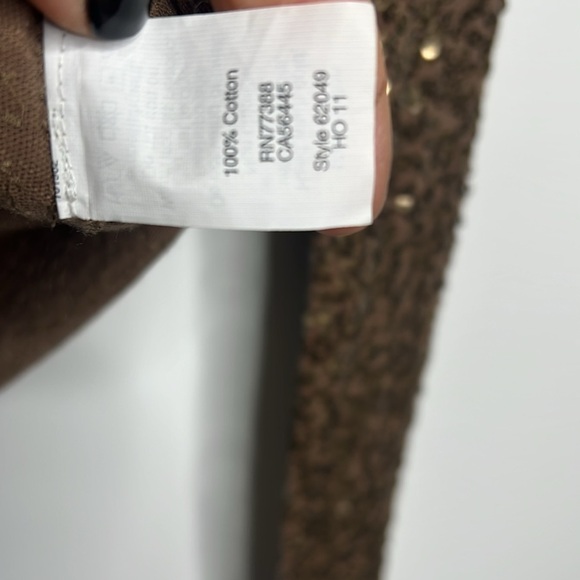 100% Cotton
RN77388
CA56445
Style 62049
HO 11